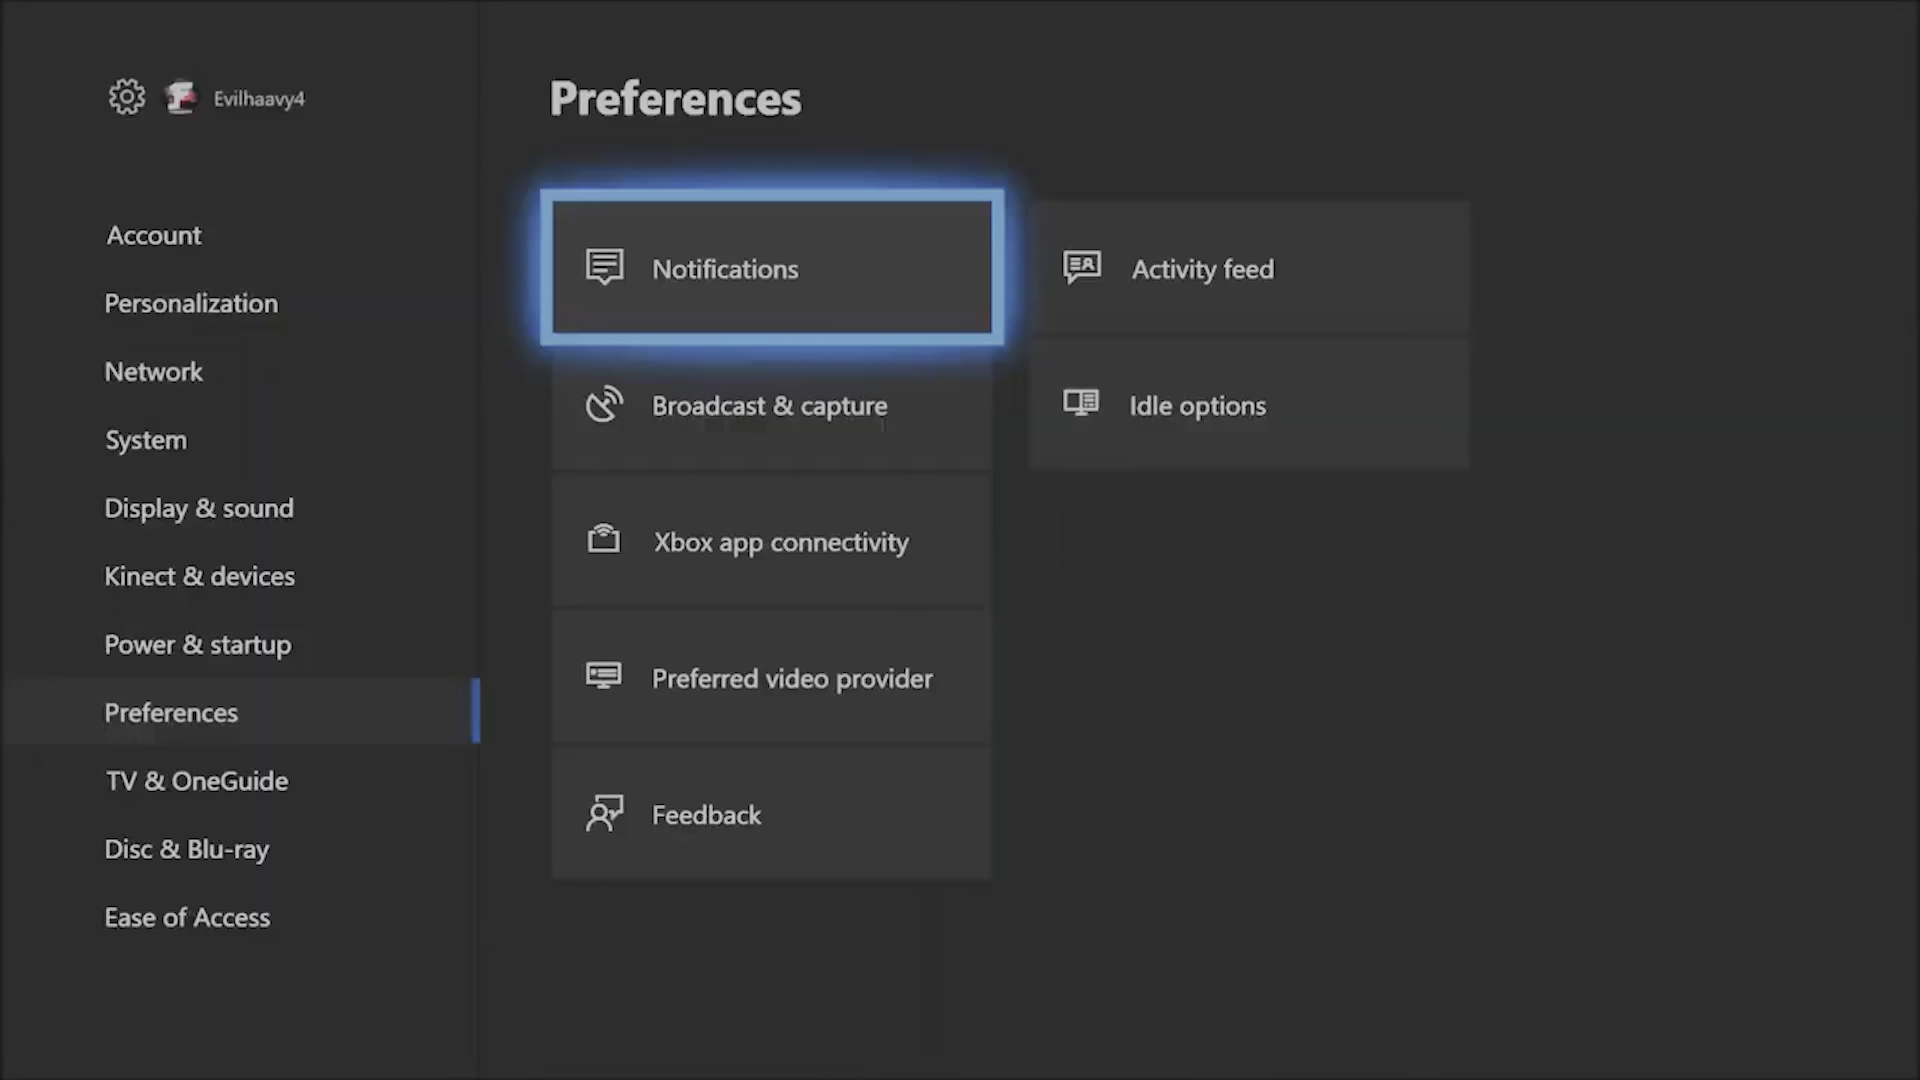 Evilhaavy4
Account
Personalization
Network
System
Display & sound
Kinect & devices
Power & startup
Preferences
TV & OneGuide
Disc & Blu-ray
Ease of Access
Preferences
Notifications
Broadcast & capture
Xbox app connectivity
Preferred video provider
Feedback
Activity feed
Idle options